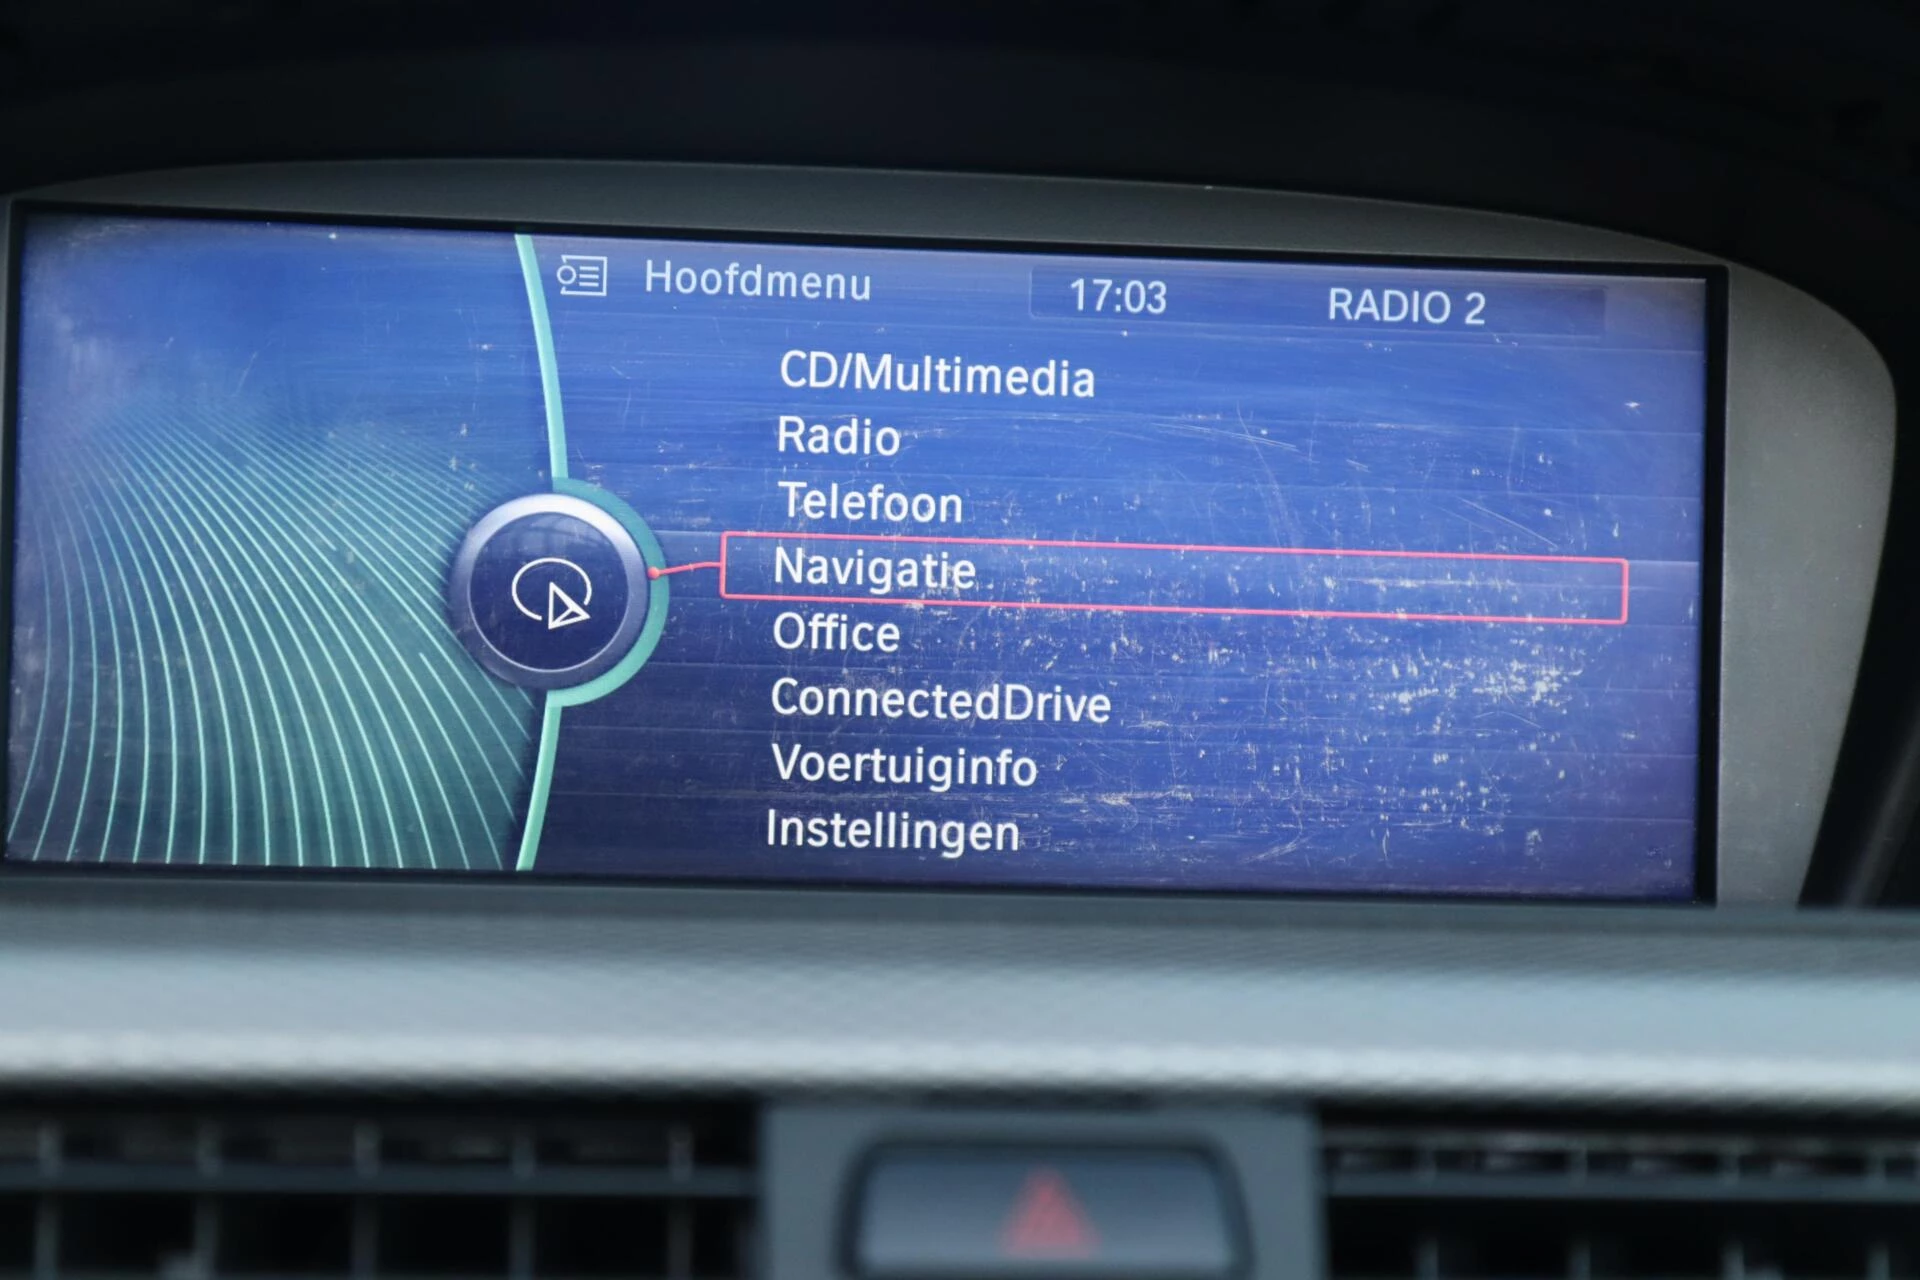 Hoofdmenu 17:03 RADIO 2
CD/Multimedia
Radio
Telefoon
Navigatie
Office
ConnectedDrive
Voertuiginfo
Instellingen